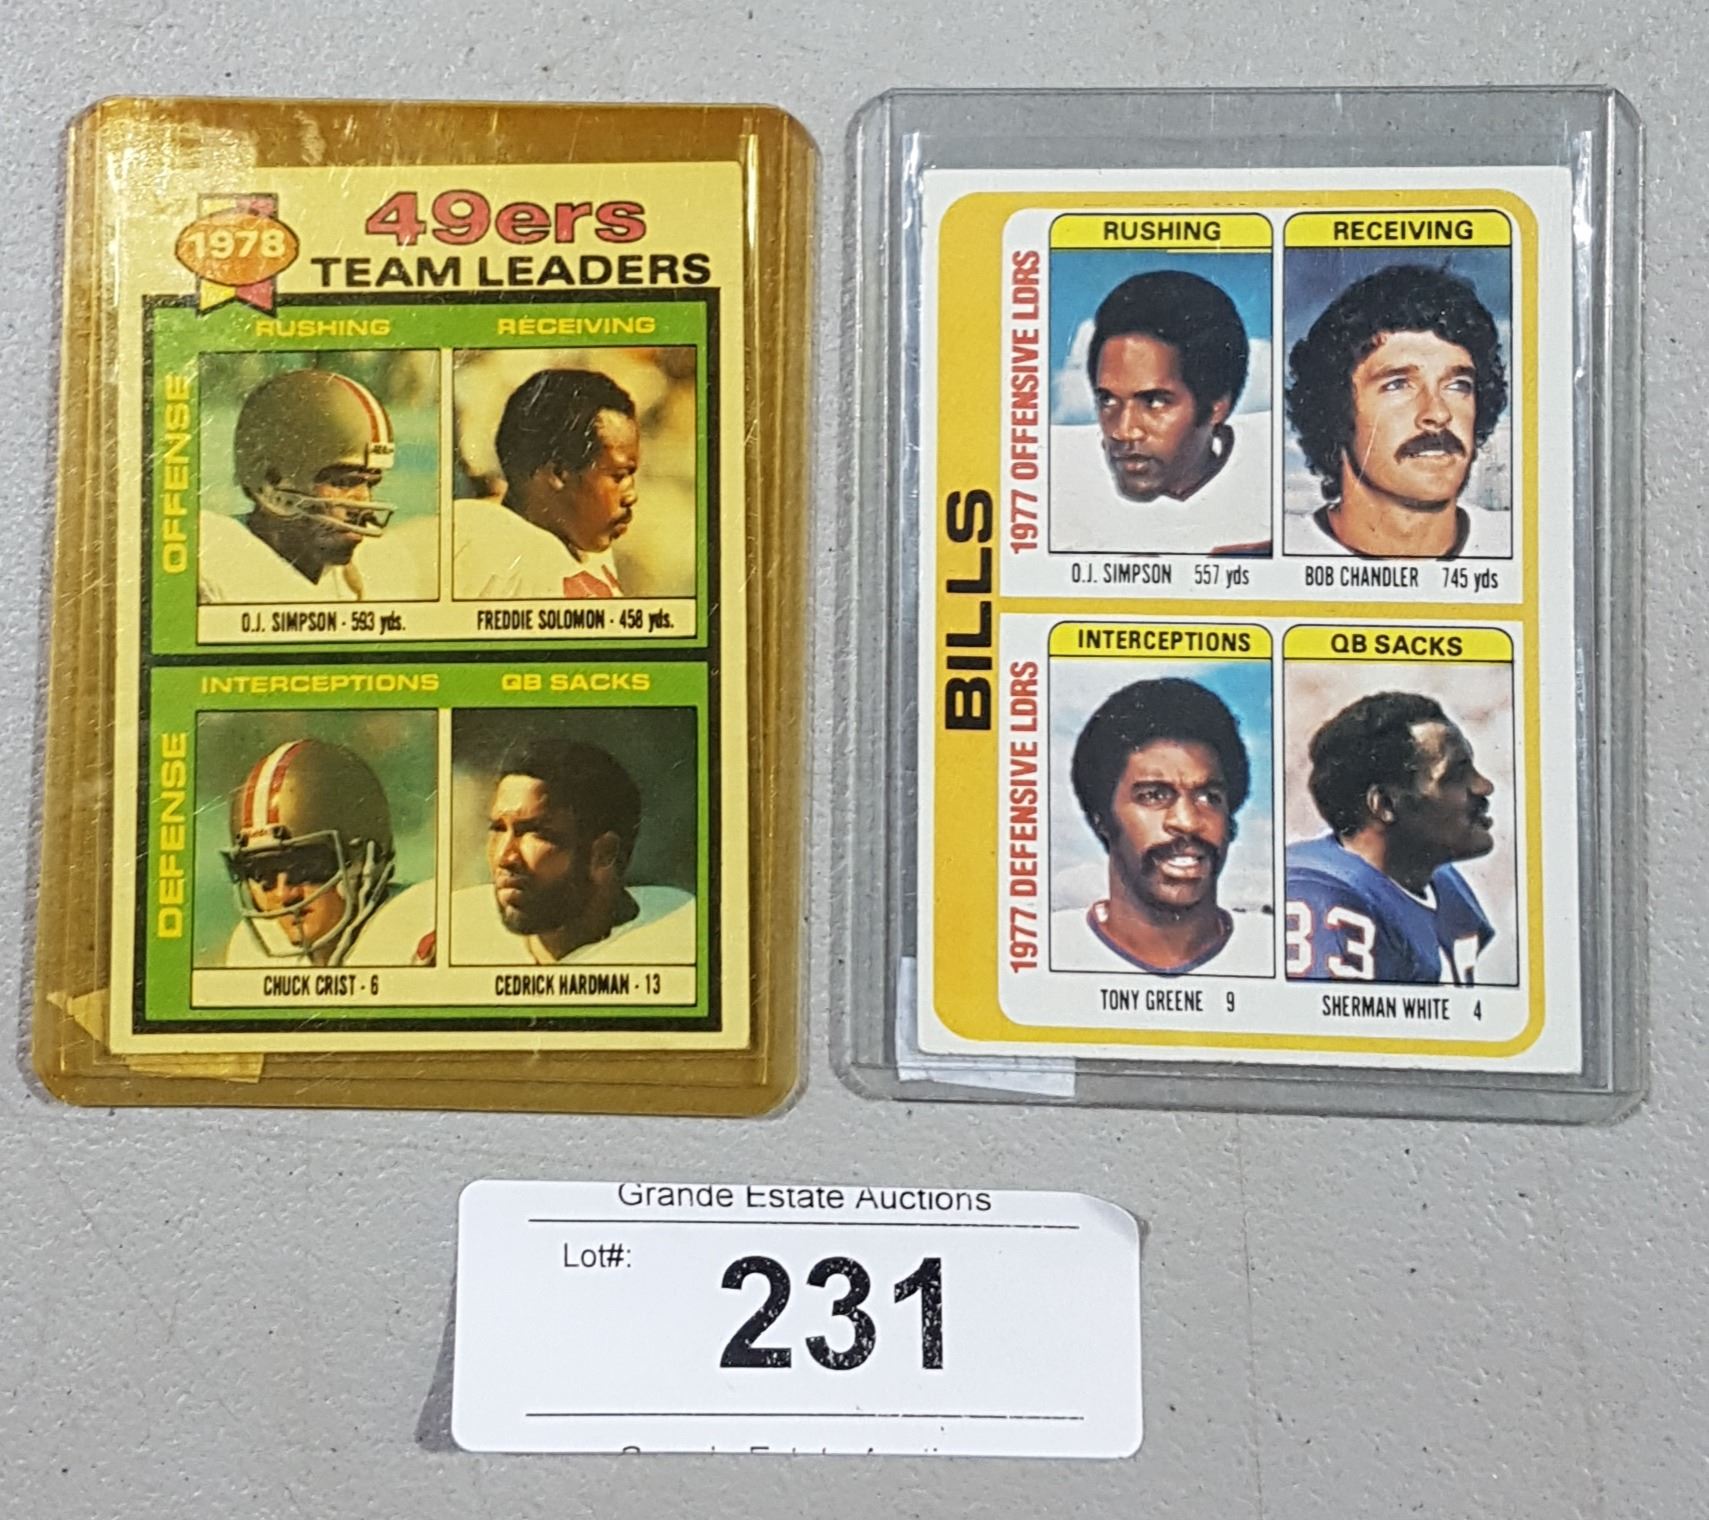 1978
49ers
TEAM LEADERS
OFFENSE
RUSHING RECEIVING
O.J. SIMPSON - 593 yds. FREDDIE SOLOMON - 458 yds.
DEFENSE
INTERCEPTIONS QB SACKS
CHUCK CRIST - 6 CEDRICK HARDMAN - 13
BILLS
1977 OFFENSIVE LDRS
RUSHING RECEIVING
O.J. SIMPSON 557 yds BOB CHANDLER 745 yds
1977 DEFENSIVE LDRS
INTERCEPTIONS QB SACKS
33
TONY GREENE 9 SHERMAN WHITE 4
Grande Estate Auctions
Lot#:
231